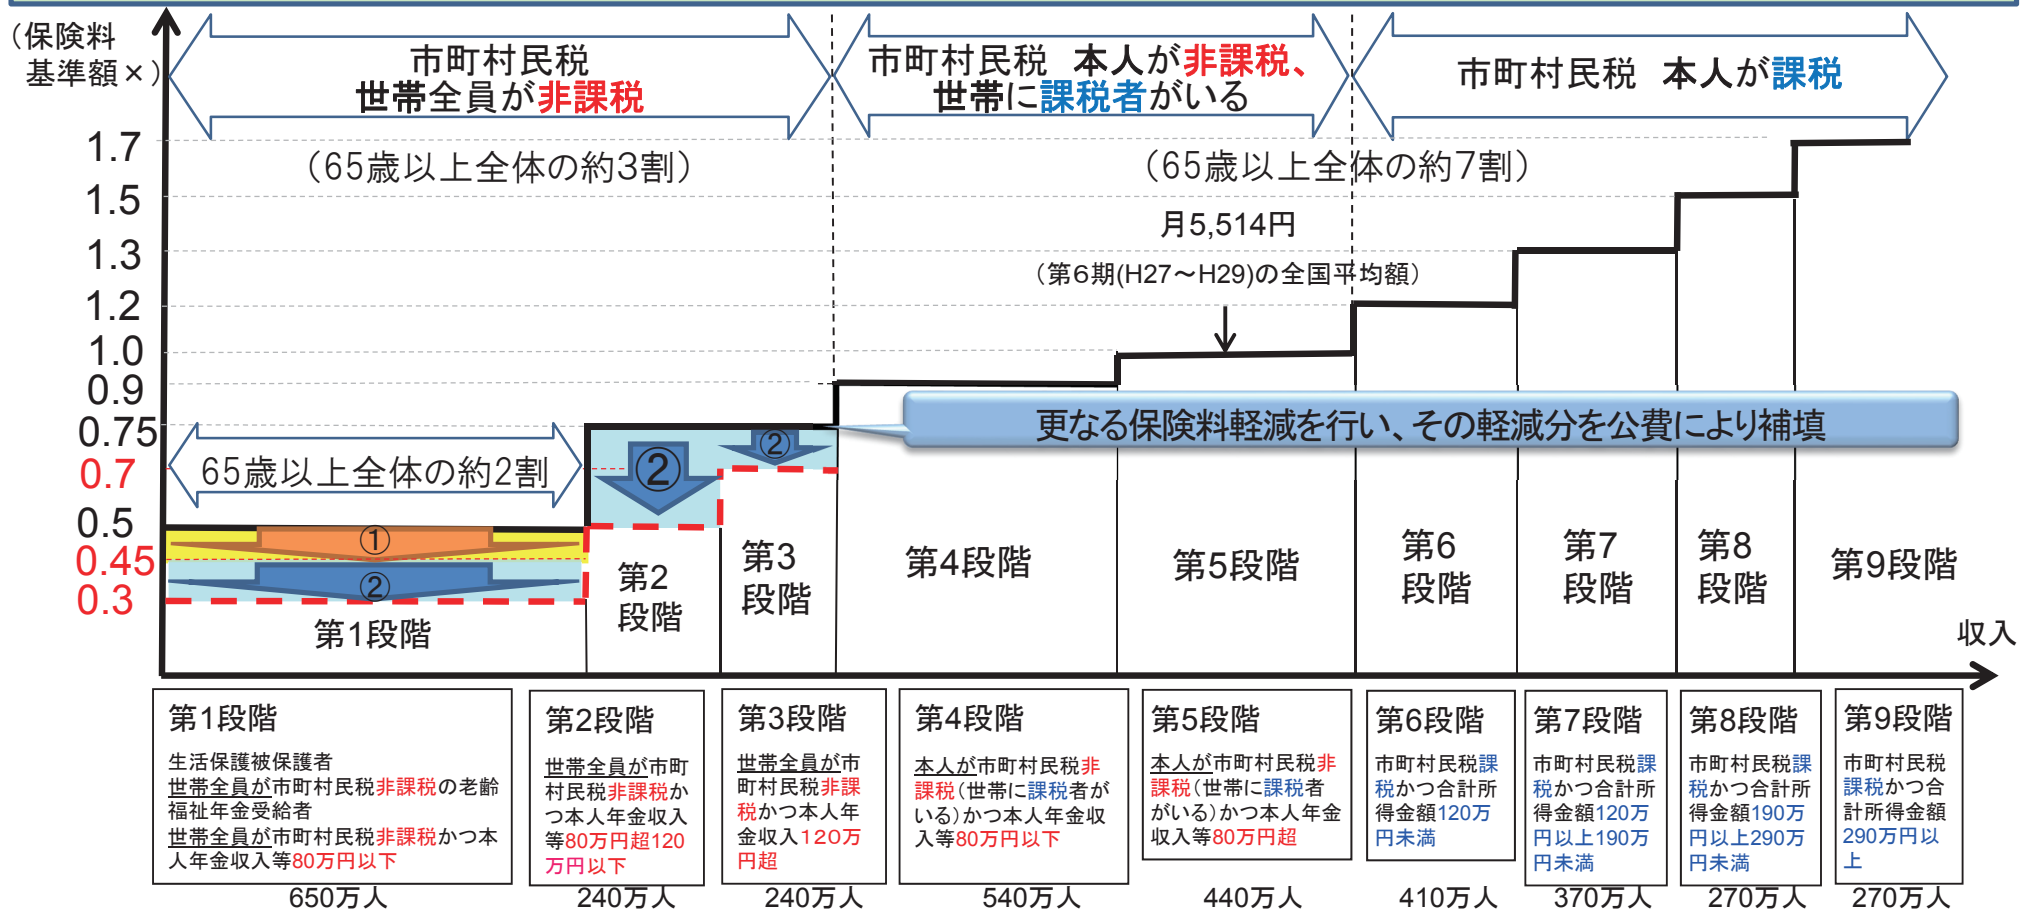 （保険料
基準額×）
市町村民税
世帯全員が非課税
市町村民税　本人が非課税、
世帯に課税者がいる
市町村民税　本人が課税
（65歳以上全体の約3割）
（65歳以上全体の約7割）
1.7
1.5
1.3
1.2
1.0
0.9
0.75
0.7
0.5
0.45
0.3
月5,514円
（第６期(H27～H29)の全国平均額）
更なる保険料軽減を行い、その軽減分を公費により補填
65歳以上全体の約2割
①
②
②
②
第1段階
第2
段階
第3
段階
第4段階
第5段階
第6
段階
第7
段階
第8
段階
第9段階
収入
第1段階
生活保護被保護者
世帯全員が市町村民税非課税の老齢
福祉年金受給者
世帯全員が市町村民税非課税かつ本
人年金収入等80万円以下
650万人
第2段階
世帯全員が市町
村民税非課税か
つ本人年金収入
等80万円超120
万円以下
240万人
第3段階
世帯全員が市
町村民税非課
税かつ本人年
金収入120万
円超
240万人
第4段階
本人が市町村民税非
課税（世帯に課税者が
いる）かつ本人年金収
入等80万円以下
540万人
第5段階
本人が市町村民税非
課税（世帯に課税者
がいる）かつ本人年金
収入等80万円超
440万人
第6段階
市町村民税課
税かつ合計所
得金額120万
円未満
410万人
第7段階
市町村民税課
税かつ合計所
得金額120万
円以上190万
円未満
370万人
第8段階
市町村民税課
税かつ合計所
得金額190万
円以上290万
円未満
270万人
第9段階
市町村民税
課税かつ合
計所得金額
290万円以
上
270万人